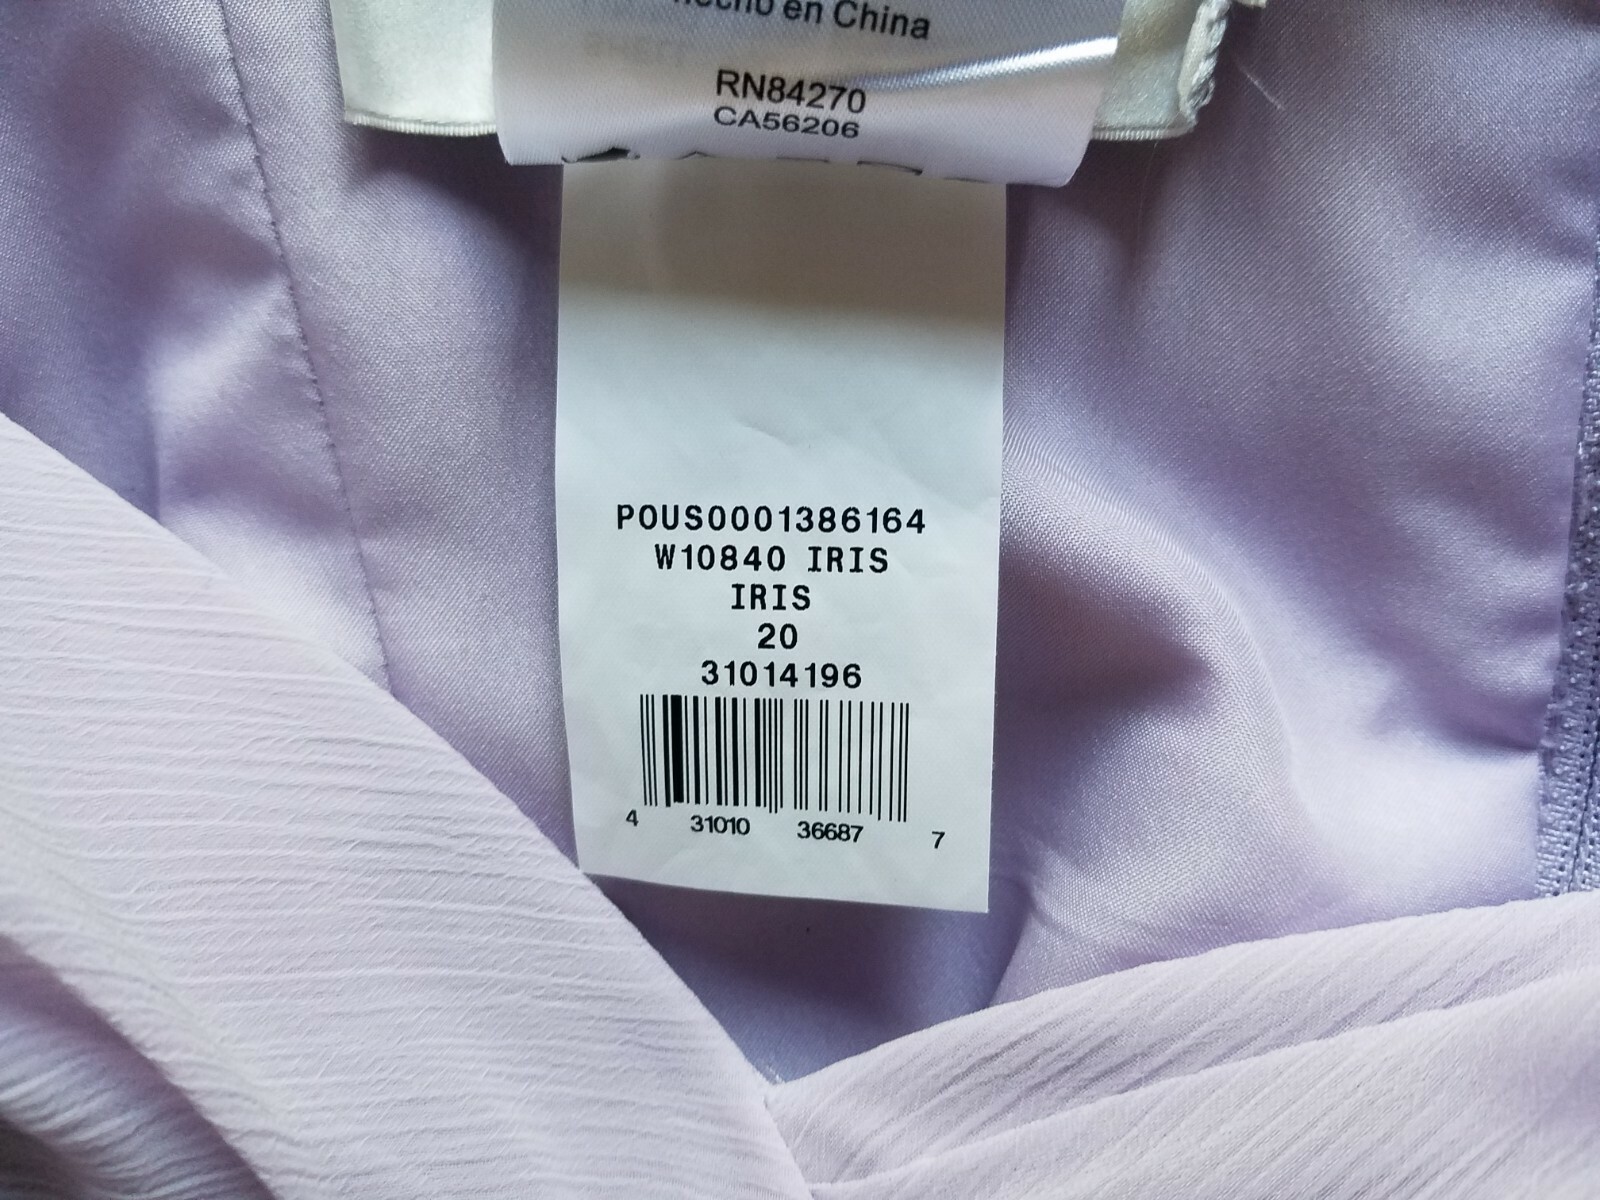 hecho en China
RN84270
CA56206
POUS0001386164
W10840 IRIS
IRIS
20
31014196
4 31010 36687 7